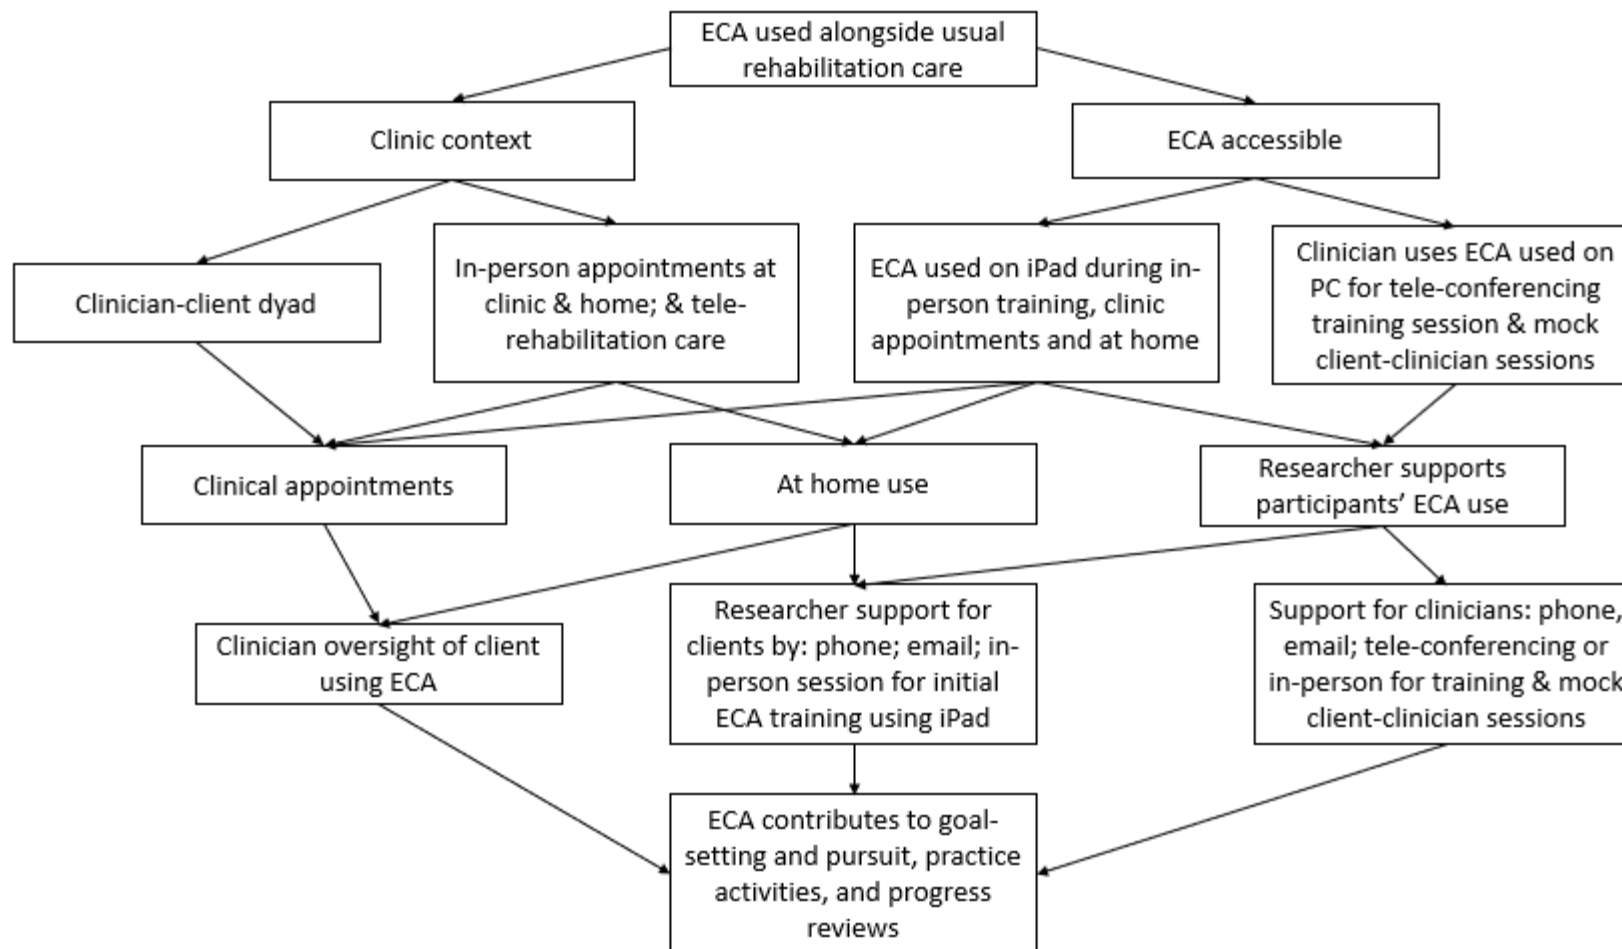 ECA used alongside usual
rehabilitation care
Clinic context
ECA accessible
Clinician-client dyad
In-person appointments at
clinic & home; & tele-
rehabilitation care
ECA used on iPad during in-
person training, clinic
appointments and at home
Clinician uses ECA used on
PC for tele-conferencing
training session & mock
client-clinician sessions
Clinical appointments
At home use
Researcher supports
participants’ ECA use
Clinician oversight of client
using ECA
Researcher support for
clients by: phone; email; in-
person session for initial
ECA training using iPad
Support for clinicians: phone,
email; tele-conferencing or
in-person for training & mock
client-clinician sessions
ECA contributes to goal-
setting and pursuit, practice
activities, and progress
reviews